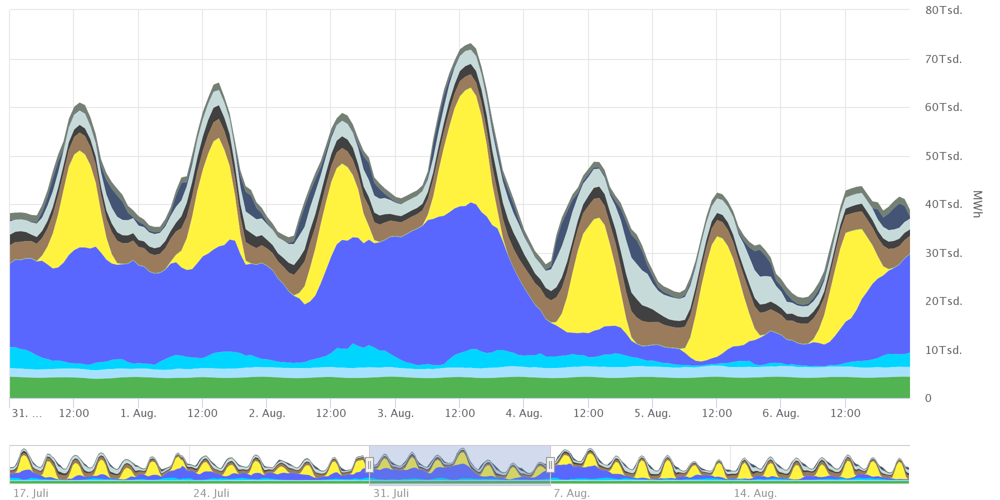 80Tsd.
70Tsd.
60Tsd.
50Tsd.
40Tsd.
MWh
30Tsd.
20Tsd.
10Tsd.
0
31. … 12:00 1. Aug. 12:00 2. Aug. 12:00 3. Aug. 12:00 4. Aug. 12:00 5. Aug. 12:00 6. Aug. 12:00
17. Juli 24. Juli 31. Juli 7. Aug. 14. Aug.